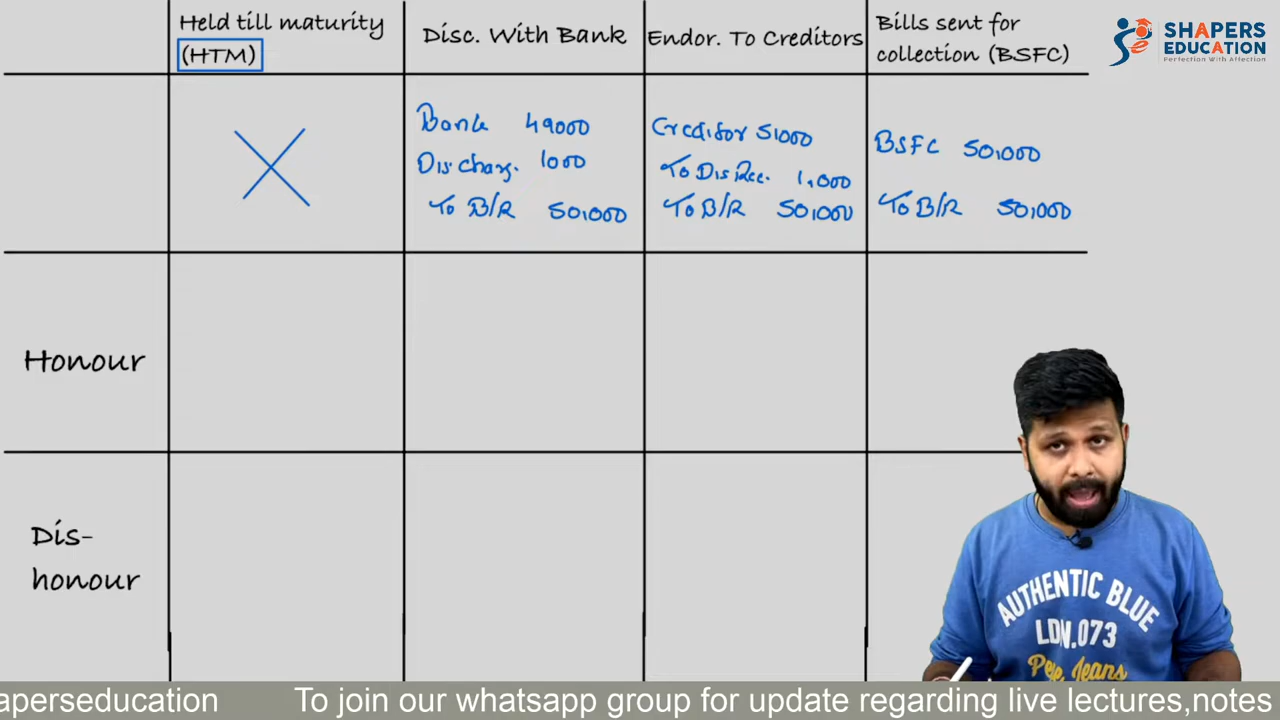 Held till maturity
(HTM)
Disc. With Bank
Endor. To Creditors
Bills sent for
collection (BSFC)
SHAPERS
EDUCATION
Perfection With Affection
Bank 49000
Dis charg. 1000
To B/R 50,000
Creditor 51000
To Dis Rec. 1,000
To B/R 50,000
BSFC 50,000
To B/R 50,000
Honour
Dis-
honour
AUTHENTIC BLUE
LDN.073
Pepe Jeans
aperseducation To join our whatsapp group for update regarding live lectures,notes